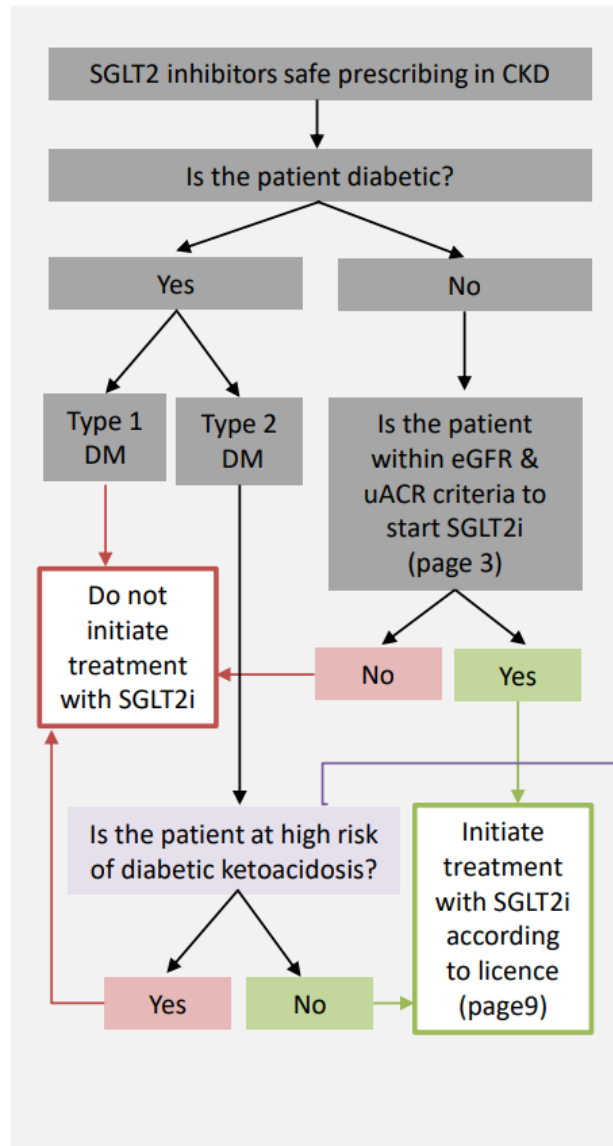 SGLT2 inhibitors safe prescribing in CKD
Is the patient diabetic?
Yes
No
Type 1
DM
Type 2
DM
Is the patient
within eGFR &
uACR criteria to
start SGLT2i
(page 3)
Do not
initiate
treatment
with SGLT2i
No
Yes
Is the patient at high risk
of diabetic ketoacidosis?
Initiate
treatment
with SGLT2i
according
to licence
(page9)
Yes
No